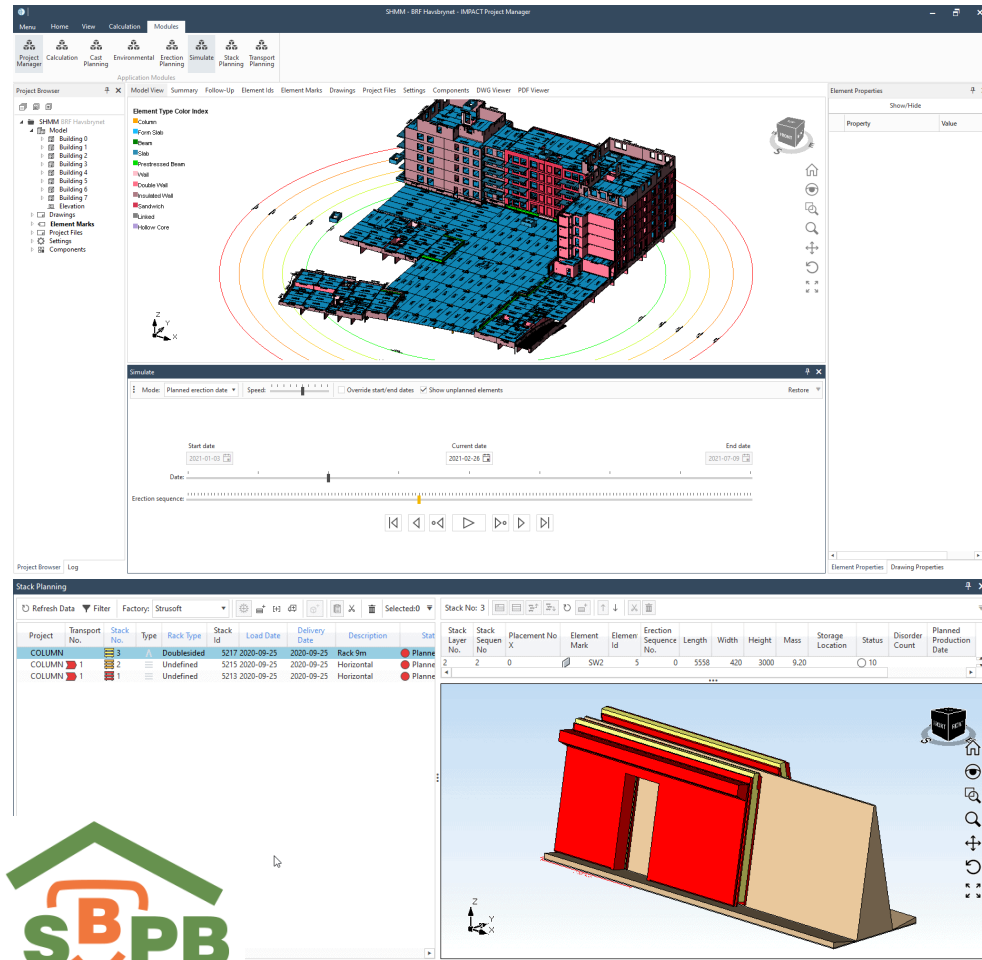 SHMM - BRF Havsbrynet - IMPACT Project Manager
Menu Home View Calculation Modules
Project Manager Calculation Cast Planning Environmental Erection Planning Simulate Stack Planning Transport Planning
Application Modules
Project Browser
Model View Summary Follow-Up Element Ids Element Marks Drawings Project Files Settings Components DWG Viewer PDF Viewer
Element Properties
Show/Hide
Property Value
SHMM BRF Havsbrynet
Model
Building 0
Building 1
Building 2
Building 3
Building 4
Building 5
Building 6
Building 7
Elevation
Drawings
Element Marks
Project Files
Settings
Components
Element Type Color Index
Column
Form Slab
Beam
Slab
Prestressed Beam
Wall
Double Wall
Insulated Wall
Sandwich
Linked
Hollow Core
Z
Y
X
Simulate
Mode: Planned erection date Speed: Override start/end dates Show unplanned elements Restore
Start date Current date End date
2021-01-03 2021-02-26 2021-07-09
Date:
Erection sequence:
Project Browser Log
Element Properties Drawing Properties
Stack Planning
Refresh Data Filter Factory: Strusoft Selected:0
Project Transport No. Stack No. Type Rack Type Stack Id Load Date Delivery Date Description Stat
COLUMN 3 Doublesided 5217 2020-09-25 2020-09-25 Rack 9m Planne
COLUMN 1 2 Undefined 5215 2020-09-25 2020-09-25 Horizontal Planne
COLUMN 1 1 Undefined 5213 2020-09-25 2020-09-25 Horizontal Planne
Stack No: 3
Stack Layer No. Stack Sequen No Placement No X Element Mark Elemen Id Erection Sequence No. Length Width Height Mass Storage Location Status Disorder Count Planned Production Date
2 2 0 SW2 5 0 5558 420 3000 9.20 10
Z
Y
X
SBPB